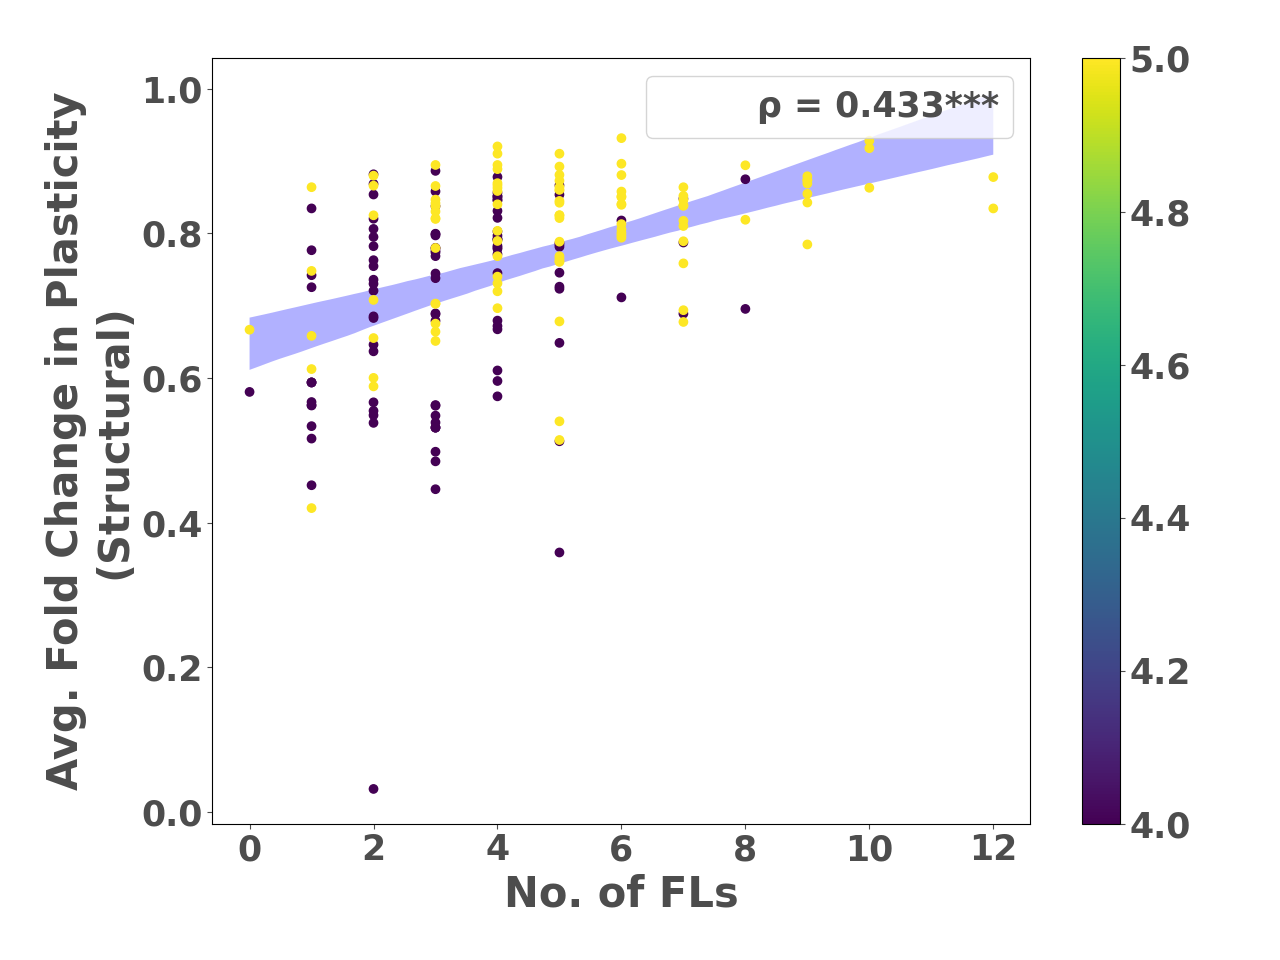 ρ = 0.433***
Avg. Fold Change in Plasticity
(Structural)
1.0
0.8
0.6
0.4
0.2
0.0
0 2 4 6 8 10 12
No. of FLs
5.0
4.8
4.6
4.4
4.2
4.0